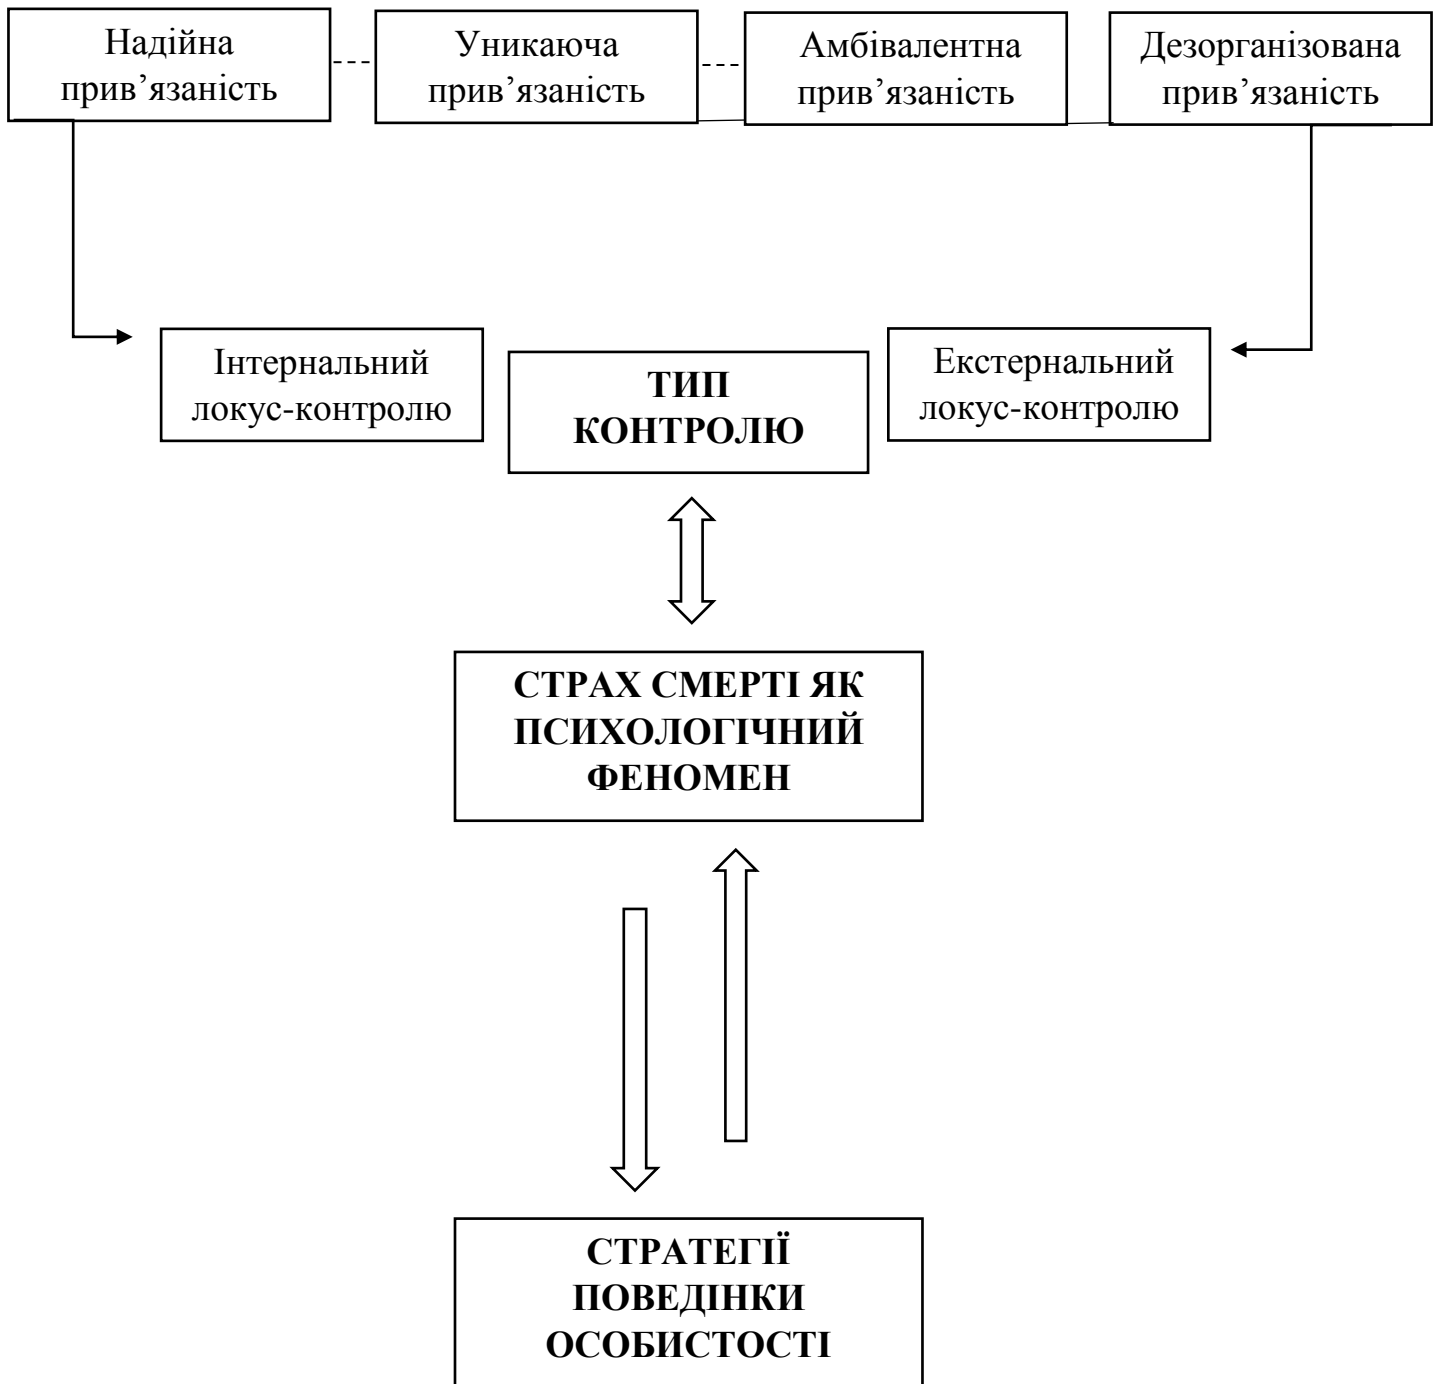 Надійна
прив’язаність
Уникаюча
прив’язаність
Амбівалентна
прив’язаність
Дезорганізована
прив’язаність
Інтернальний
локус-контролю
ТИП
КОНТРОЛЮ
Екстернальний
локус-контролю
СТРАХ СМЕРТІ ЯК
ПСИХОЛОГІЧНИЙ
ФЕНОМЕН
СТРАТЕГІЇ
ПОВЕДІНКИ
ОСОБИСТОСТІ